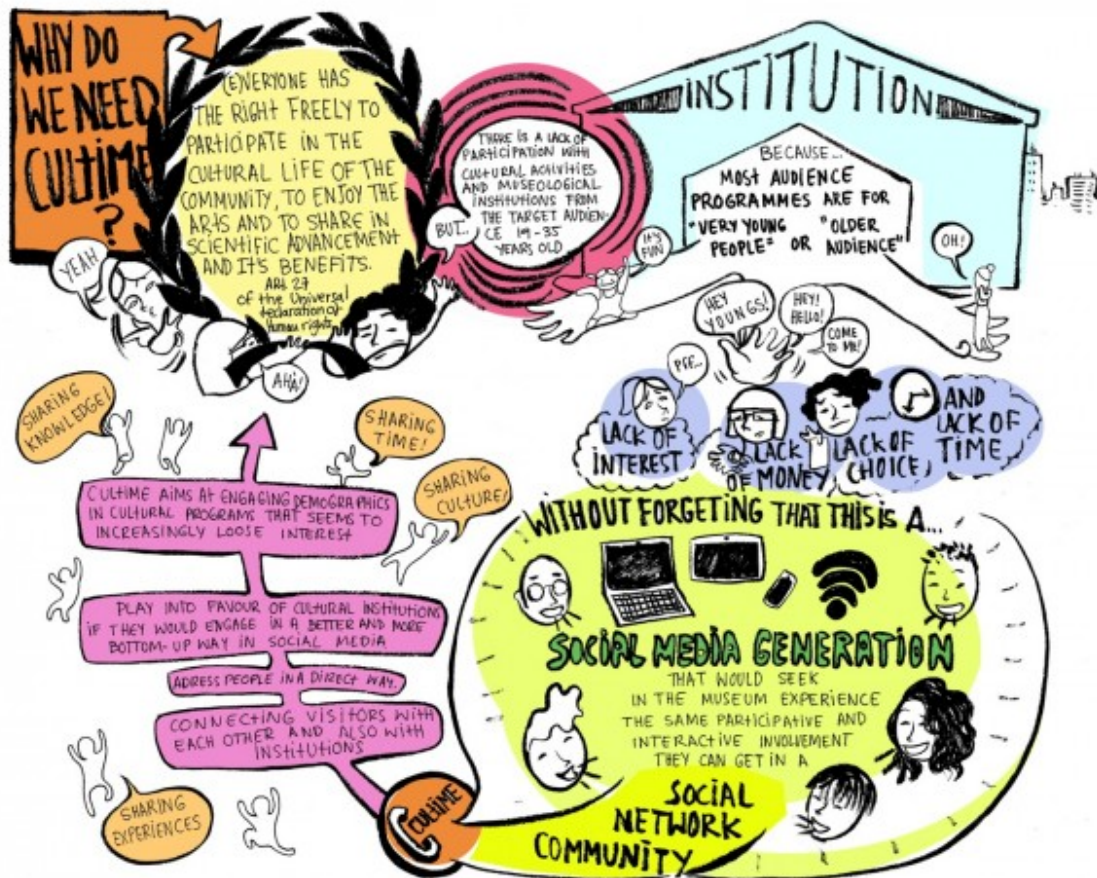 WHY DO
WE NEED
CULTIME
?
(E)VERYONE HAS
THE RIGHT FREELY TO
PARTICIPATE IN THE
CULTURAL LIFE OF THE
COMMUNITY, TO ENJOY THE
ARTS AND TO SHARE IN
SCIENTIFIC ADVANCEMENT
AND IT'S BENEFITS.
ART. 27
of the Universal
declaration of
Human rights
YEAH
AHÁ!
BUT...
THERE IS A LACK OF
PARTICIPATION WITH
CULTURAL ACTIVITIES
AND MUSEOLOGICAL
INSTITUTIONS FROM
THE TARGET AUDIEN-
CE 19-35
YEARS OLD
INSTITUTION
BECAUSE...
MOST AUDIENCE
PROGRAMMES ARE FOR
"VERY YOUNG "OLDER
PEOPLE" OR AUDIENCE"
IT'S
FUN
OH!
HEY
YOUNGS!
HEY!
HELLO!
COME
TO ME!
PFF...
LACK OF
INTEREST
LACK
OF MONEY,
LACK OF
CHOICE,
AND
LACK OF
TIME
WITHOUT FORGETING THAT THIS IS A...
SOCIAL MEDIA GENERATION
THAT WOULD SEEK
IN THE MUSEUM EXPERIENCE
THE SAME PARTICIPATIVE AND
INTERACTIVE INVOLVEMENT
THEY CAN GET IN A
SOCIAL
NETWORK
COMMUNITY
CULTIME
CONNECTING VISITORS WITH
EACH OTHER AND ALSO WITH
INSTITUTIONS
ADRESS PEOPLE IN A DIRECT WAY.
PLAY INTO FAVOUR OF CULTURAL INSTITUTIONS
IF THEY WOULD ENGAGE IN A BETTER AND MORE
BOTTOM-UP WAY IN SOCIAL MEDIA
CULTIME AIMS AT ENGAGING DEMOGRAPHICS
IN CULTURAL PROGRAMS THAT SEEMS TO
INCREASINGLY LOOSE INTEREST
SHARING
KNOWLEDGE!
SHARING
TIME!
SHARING
CULTURE!
SHARING
EXPERIENCES